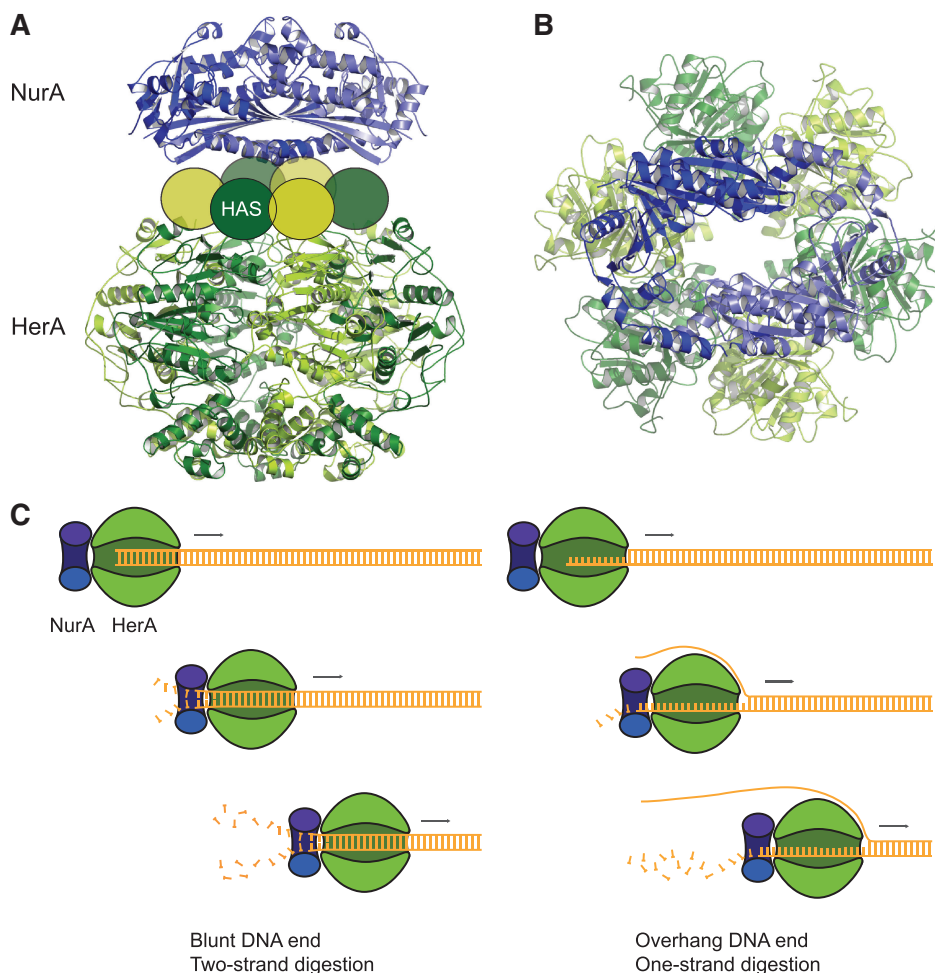 A
B
NurA
HAS
HerA
C
NurA HerA
Blunt DNA end
Two-strand digestion
Overhang DNA end
One-strand digestion